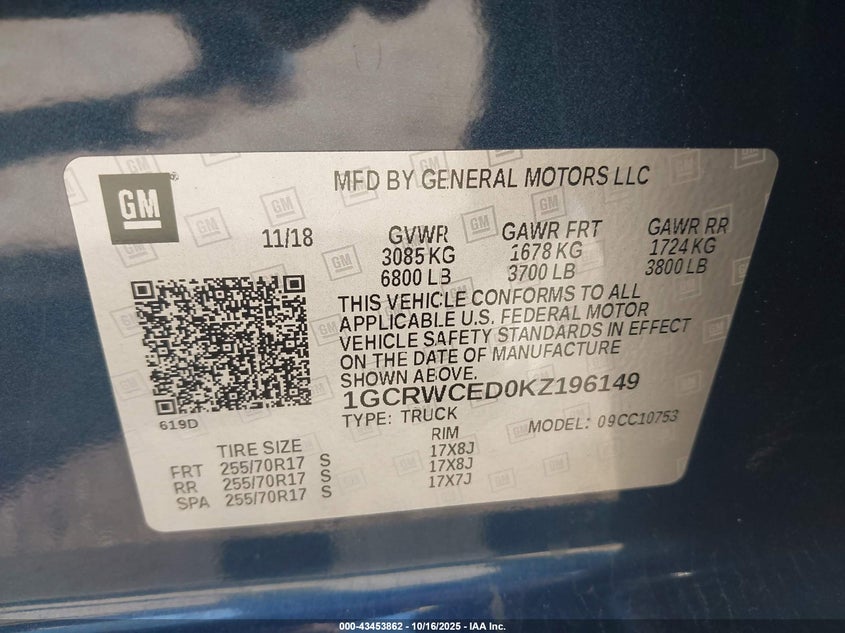 GM
MFD BY GENERAL MOTORS LLC
11/18
GVWR
3085 KG
6800 LB
GAWR FRT
1678 KG
3700 LB
GAWR RR
1724 KG
3800 LB
THIS VEHICLE CONFORMS TO ALL
APPLICABLE U.S. FEDERAL MOTOR
VEHICLE SAFETY STANDARDS IN EFFECT
ON THE DATE OF MANUFACTURE
SHOWN ABOVE.
1GCRWCED0KZ196149
TYPE: TRUCK
MODEL: 09CC10753
619D
TIRE SIZE
RIM
FRT 255/70R17 S 17X8J
RR 255/70R17 S 17X8J
SPA 255/70R17 S 17X7J
000-43453862 - 10/16/2025 - IAA Inc.